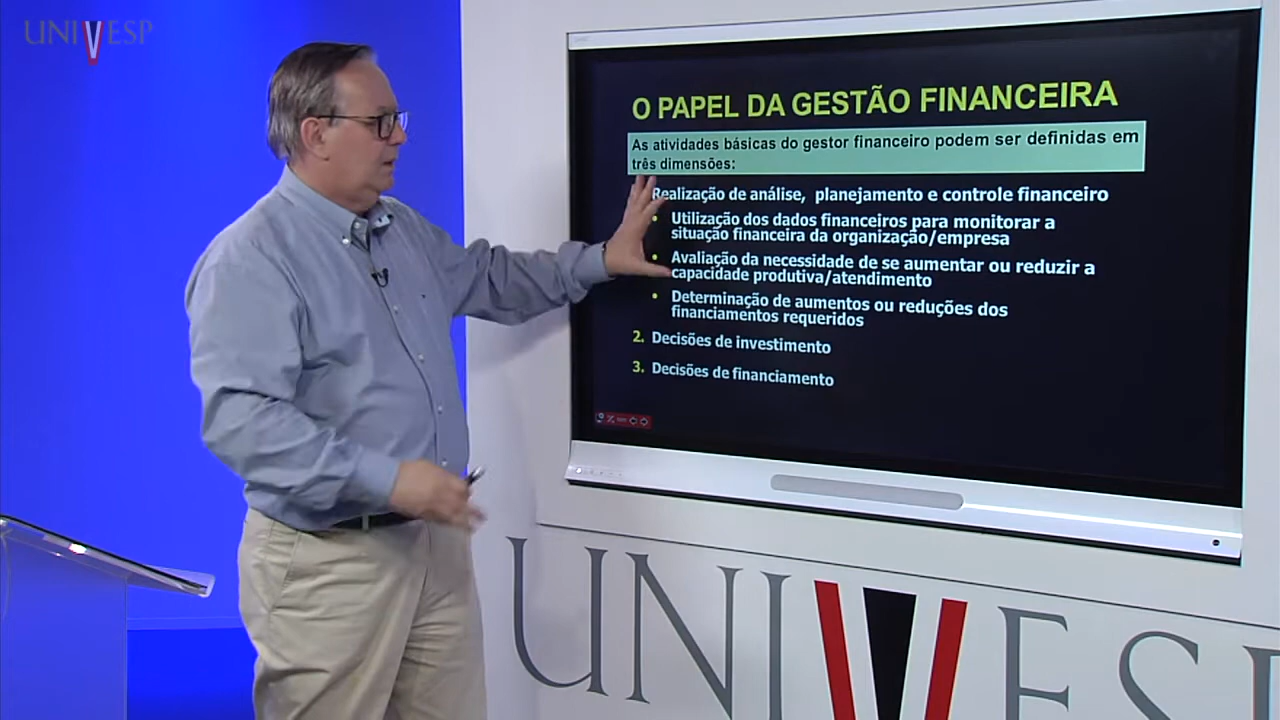 UNIVESP
O PAPEL DA GESTÃO FINANCEIRA
As atividades básicas do gestor financeiro podem ser definidas em
três dimensões:
Realização de análise, planejamento e controle financeiro
• Utilização dos dados financeiros para monitorar a
situação financeira da organização/empresa
• Avaliação da necessidade de se aumentar ou reduzir a
capacidade produtiva/atendimento
• Determinação de aumentos ou reduções dos
financiamentos requeridos
2. Decisões de investimento
3. Decisões de financiamento
UNIVESP